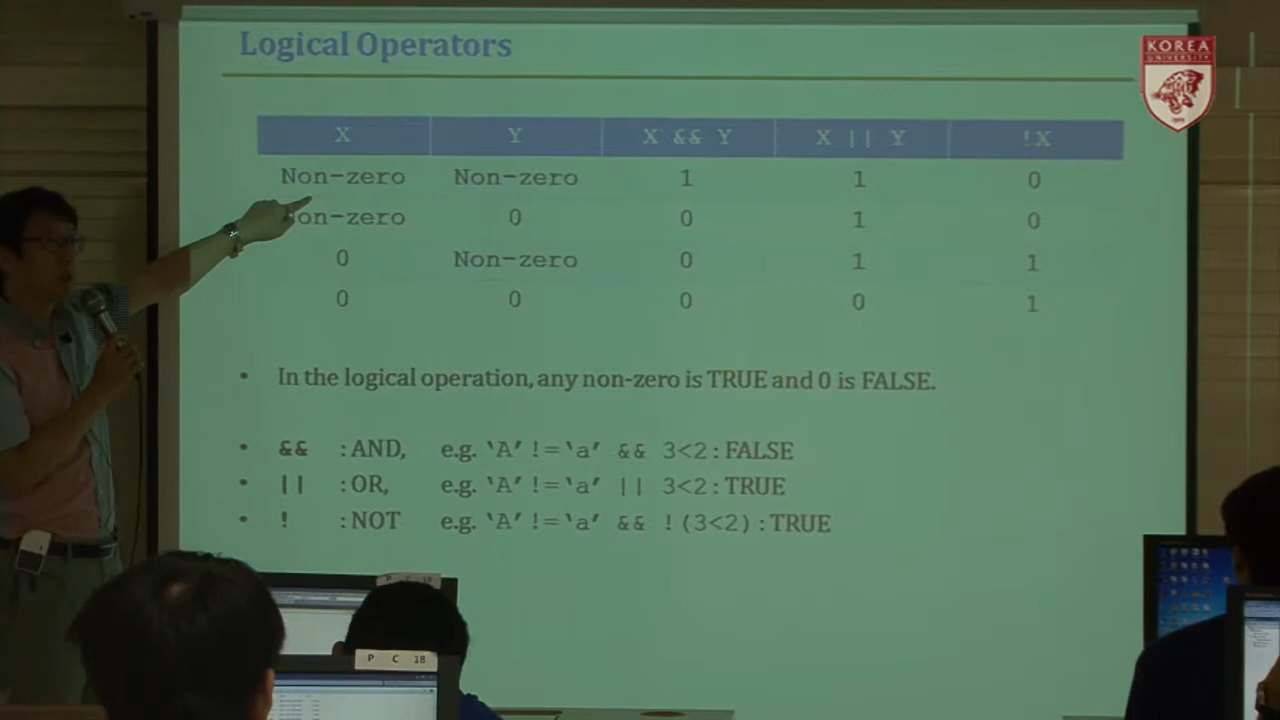 Logical Operators
KOREA
UNIVERSITY
X Y X && Y X || Y !X
Non-zero Non-zero 1 1 0
on-zero 0 0 1 0
0 Non-zero 0 1 1
0 0 0 0 1
• In the logical operation, any non-zero is TRUE and 0 is FALSE.
• && : AND, e.g. ‘A’ !=‘a’ && 3<2 : FALSE
• || : OR, e.g. ‘A’ !=‘a’ || 3<2 : TRUE
• ! : NOT e.g. ‘A’ !=‘a’ && !(3<2) : TRUE
P C 18